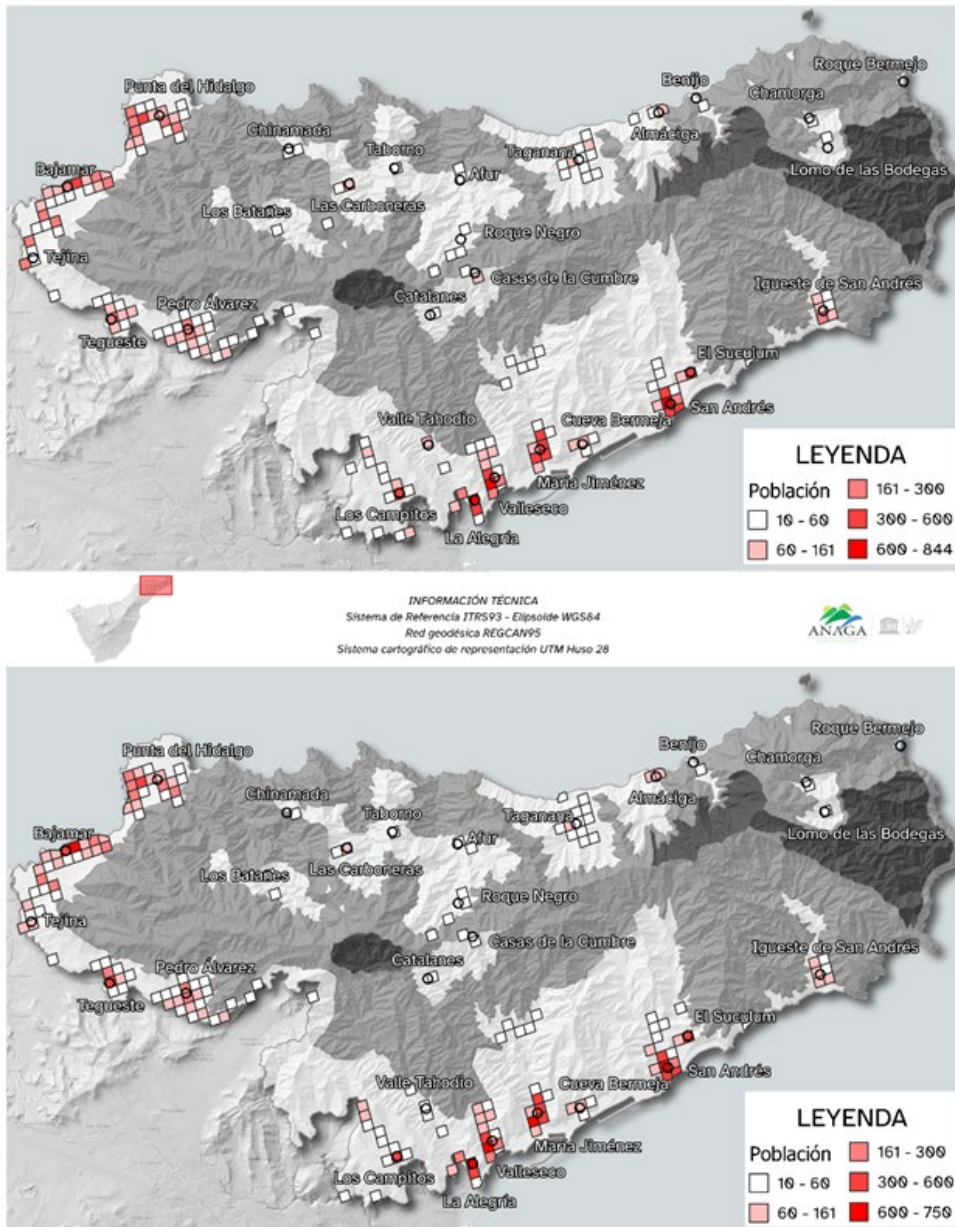 Punta del Hidalgo
Benijo
Roque Bermejo
Chamorga
Chinamada
Taborno
Afur
Taganana
Almáciga
Bajamar
Las Carboneras
Lomo de las Bodegas
Los Batanes
Roque Negro
Tejina
Casas de la Cumbre
Igueste de San Andrés
Pedro Álvarez
Catalanes
Tegueste
El Suculum
San Andrés
Valle Tahodio
Cueva Bermeja
María Jiménez
Los Campitos
Valleseco
La Alegría
LEYENDA
Población
10 - 60
60 - 161
161 - 300
300 - 600
600 - 844
INFORMACIÓN TÉCNICA
Sistema de Referencia ITRS93 - Elipsoide WGS84
Red geodésica REGCAN95
Sistema cartográfico de representación UTM Huso 28
ANAGA
Punta del Hidalgo
Benijo
Roque Bermejo
Chamorga
Chinamada
Taborno
Afur
Taganana
Almáciga
Bajamar
Las Carboneras
Lomo de las Bodegas
Los Batanes
Roque Negro
Tejina
Casas de la Cumbre
Igueste de San Andrés
Pedro Álvarez
Catalanes
Tegueste
El Suculum
San Andrés
Valle Tahodio
Cueva Bermeja
María Jiménez
Los Campitos
Valleseco
La Alegría
LEYENDA
Población
10 - 60
60 - 161
161 - 300
300 - 600
600 - 750